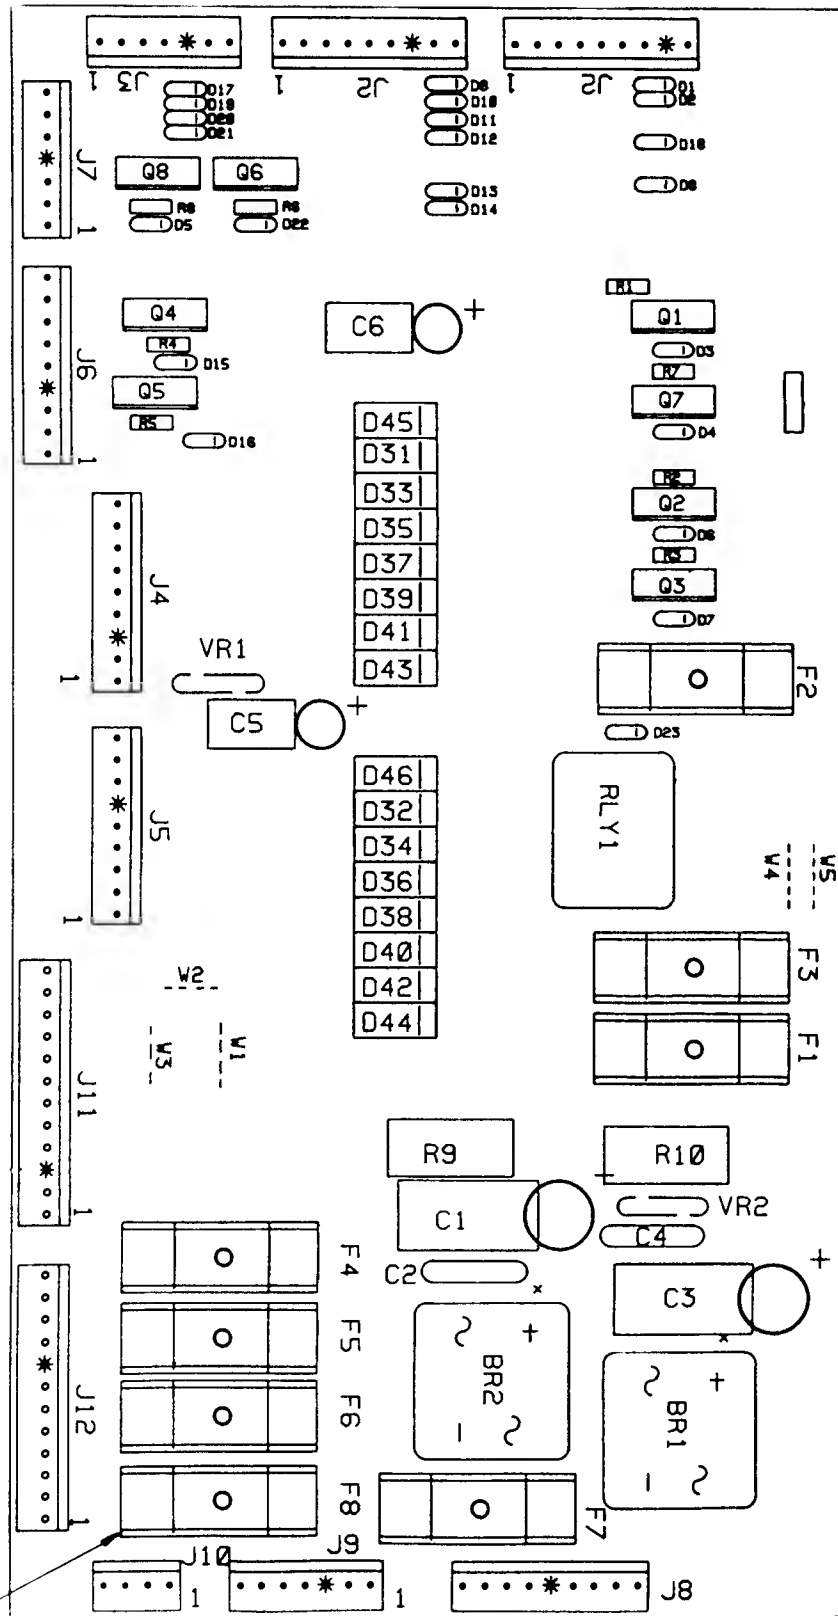 J3
1
J2
1
J2
1
D17
D19
D20
D21
D8
D10
D11
D12
D13
D14
D1
D2
D18
J7
1
Q8
Q6
R8
R6
D5
D22
R1
Q1
D3
R7
Q7
D4
R2
Q2
R3
Q3
D7
J6
1
Q4
R4
D15
Q5
R5
D16
C6
+
D45
D31
D33
D35
D37
D39
D41
D43
J4
1
VR1
C5
+
F2
D23
J5
1
D46
D32
D34
D36
D38
D40
D42
D44
RLY1
W4
W5
F3
F1
W2
W3
W1
J11
1
R9
R10
C1
VR2
C4
C2
x
C3
+
x
F4
F5
F6
F8
BR2
+
-
BR1
+
-
J12
1
F7
J10
1
J9
1
J8